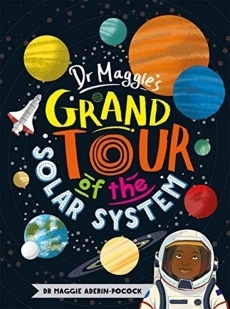 Dr Maggie's
GRAND
TOUR
of the
SOLAR SYSTEM
DR MAGGIE ADERIN-POCOCK